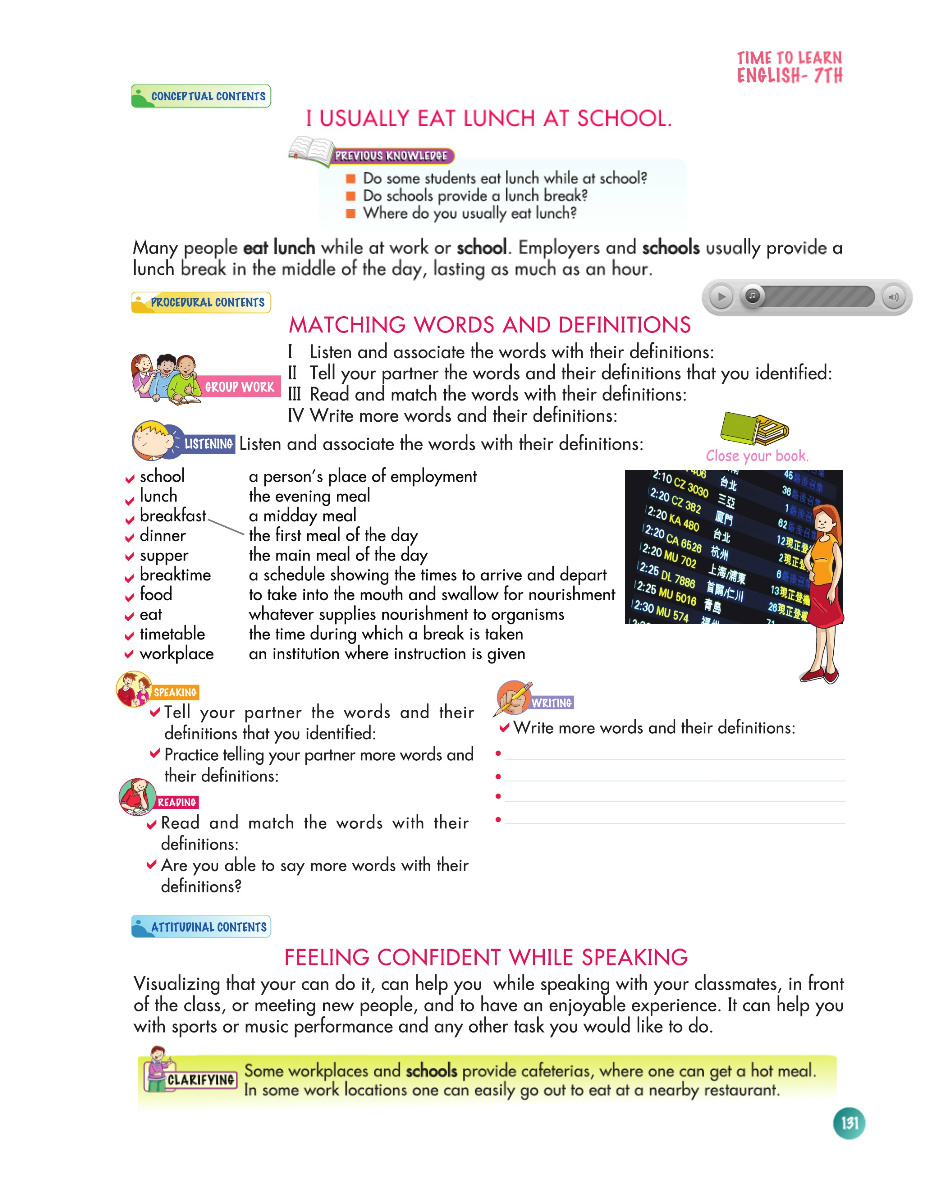 TIME TO LEARN
ENGLISH- 7TH
CONCEPTUAL CONTENTS
I USUALLY EAT LUNCH AT SCHOOL.
PREVIOUS KNOWLEDGE
Do some students eat lunch while at school?
Do schools provide a lunch break?
Where do you usually eat lunch?
Many people eat lunch while at work or school. Employers and schools usually provide a
lunch break in the middle of the day, lasting as much as an hour.
PROCEDURAL CONTENTS
MATCHING WORDS AND DEFINITIONS
I Listen and associate the words with their definitions:
II Tell your partner the words and their definitions that you identified:
III Read and match the words with their definitions:
IV Write more words and their definitions:
GROUP WORK
LISTENING Listen and associate the words with their definitions:
Close your book.
school a person's place of employment
lunch the evening meal
breakfast a midday meal
dinner the first meal of the day
supper the main meal of the day
breaktime a schedule showing the times to arrive and depart
food to take into the mouth and swallow for nourishment
eat whatever supplies nourishment to organisms
timetable the time during which a break is taken
workplace an institution where instruction is given
2:10 CZ 3030 台北
2:20 CZ 382 三亞
2:20 KA 480 廈門
2:20 CA 6526 台北
2:20 MU 702 杭州
2:25 DL 7886 上海/浦東
2:25 MU 5016 首爾/仁川
2:30 MU 574 青島
SPEAKING
Tell your partner the words and their
definitions that you identified:
Practice telling your partner more words and
their definitions:
READING
Read and match the words with their
definitions:
Are you able to say more words with their
definitions?
WRITING
Write more words and their definitions:
ATTITUDINAL CONTENTS
FEELING CONFIDENT WHILE SPEAKING
Visualizing that your can do it, can help you while speaking with your classmates, in front
of the class, or meeting new people, and to have an enjoyable experience. It can help you
with sports or music performance and any other task you would like to do.
CLARIFYING
Some workplaces and schools provide cafeterias, where one can get a hot meal.
In some work locations one can easily go out to eat at a nearby restaurant.
131